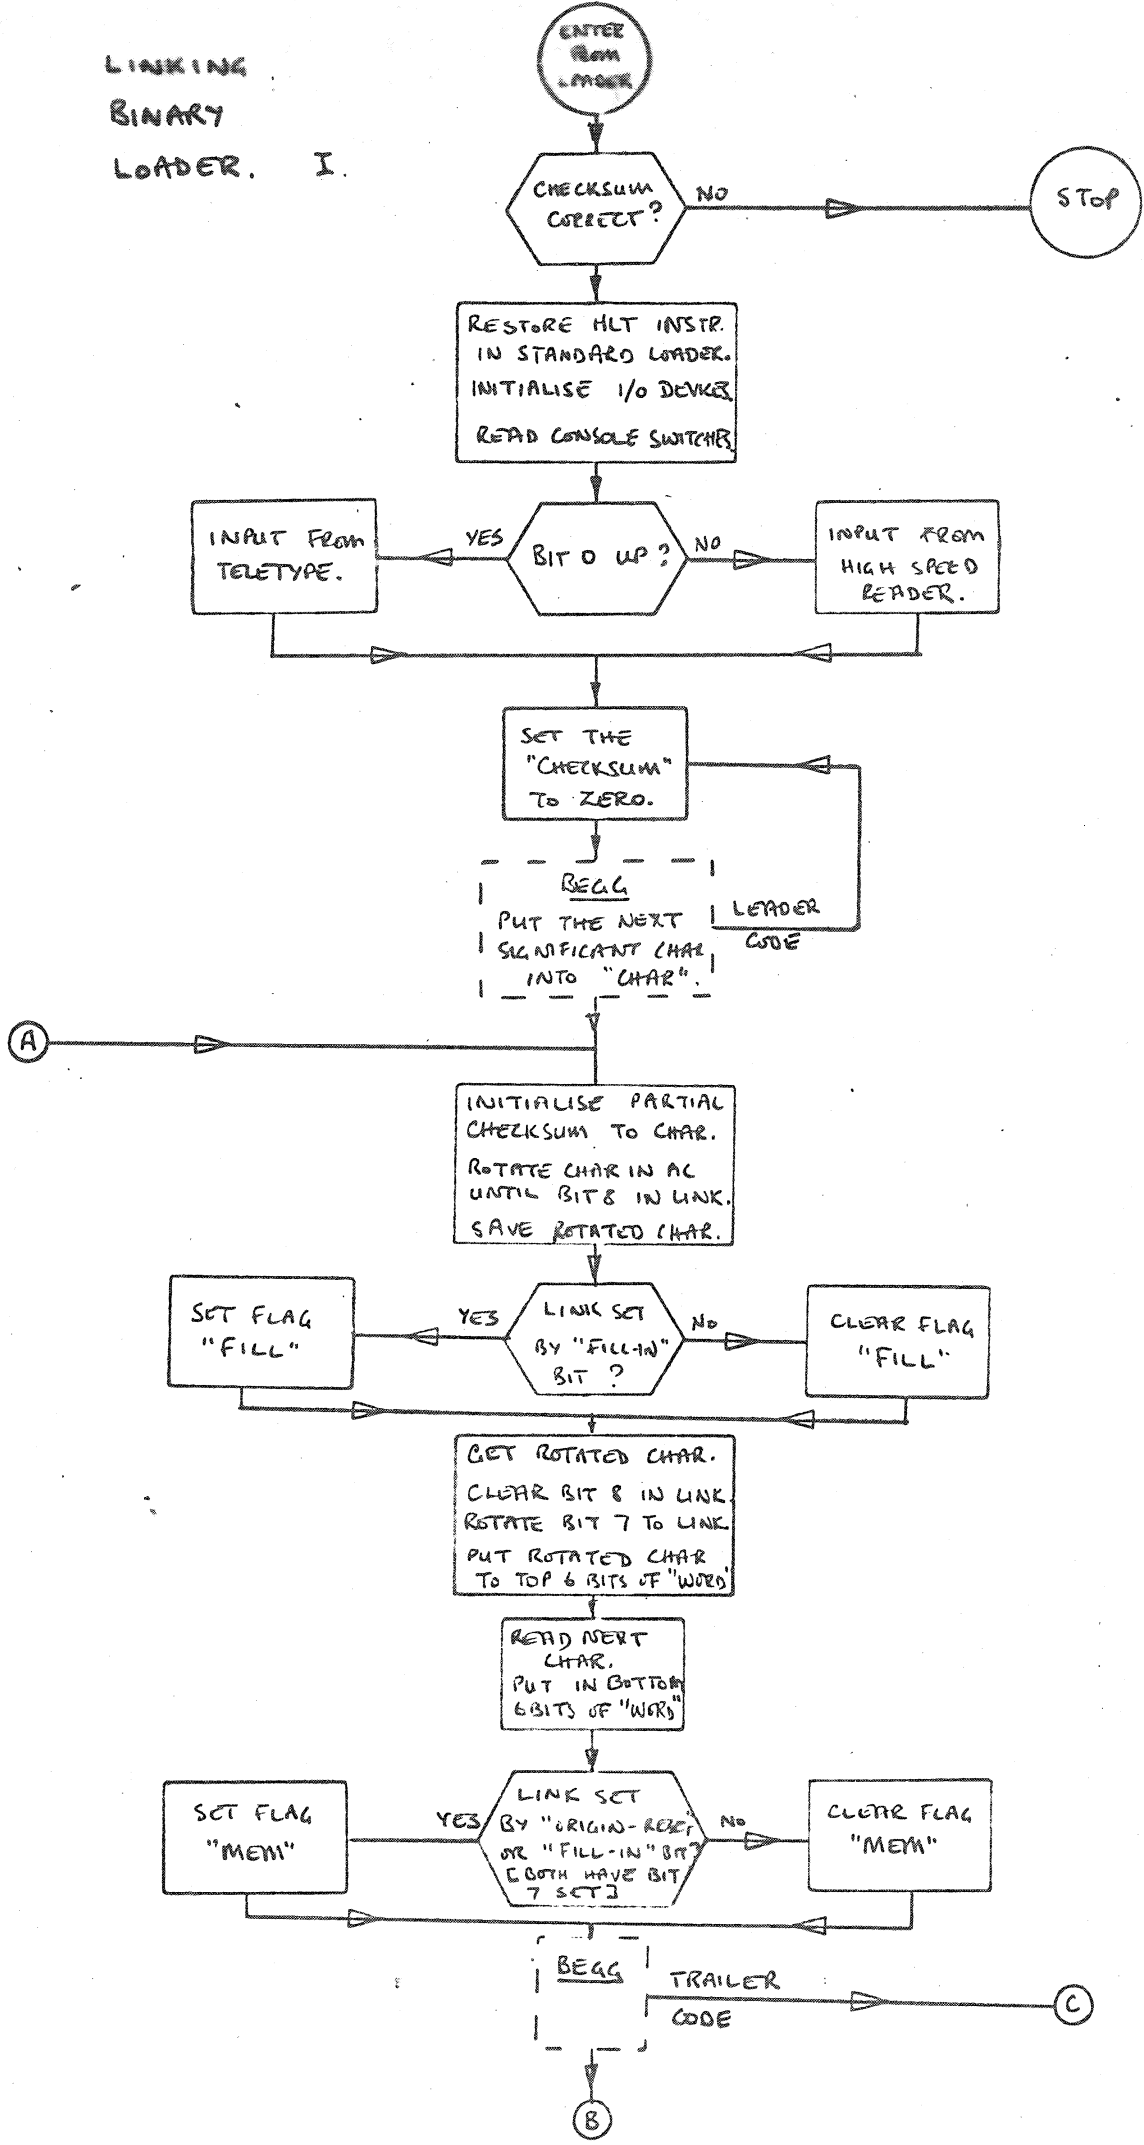 LINKING
BINARY
LOADER. I.
ENTER
FROM
LOADER
CHECKSUM
CORRECT?
NO
STOP
RESTORE HLT INSTR.
IN STANDARD LOADER.
INITIALISE I/O DEVICES
READ CONSOLE SWITCHES
INPUT FROM
TELETYPE.
YES
BIT 0 UP?
NO
INPUT FROM
HIGH SPEED
READER.
SET THE
"CHECKSUM"
TO ZERO.
BEGG
PUT THE NEXT
SIGNIFICANT CHAR
INTO "CHAR".
LEADER
CODE
A
INITIALISE PARTIAL
CHECKSUM TO CHAR.
ROTATE CHAR IN AC
UNTIL BIT 8 IN LINK.
SAVE ROTATED CHAR.
SET FLAG
"FILL"
YES
LINK SET
BY "FILL-IN"
BIT ?
NO
CLEAR FLAG
"FILL"
GET ROTATED CHAR.
CLEAR BIT 8 IN LINK.
ROTATE BIT 7 TO LINK
PUT ROTATED CHAR
TO TOP 6 BITS OF "WORD"
READ NEXT
CHAR.
PUT IN BOTTOM
6 BITS OF "WORD"
SET FLAG
"MEM"
YES
LINK SET
BY "ORIGIN-RESET"
OR "FILL-IN" BIT?
[BOTH HAVE BIT
7 SET]
NO
CLEAR FLAG
"MEM"
BEGG
TRAILER
CODE
C
B